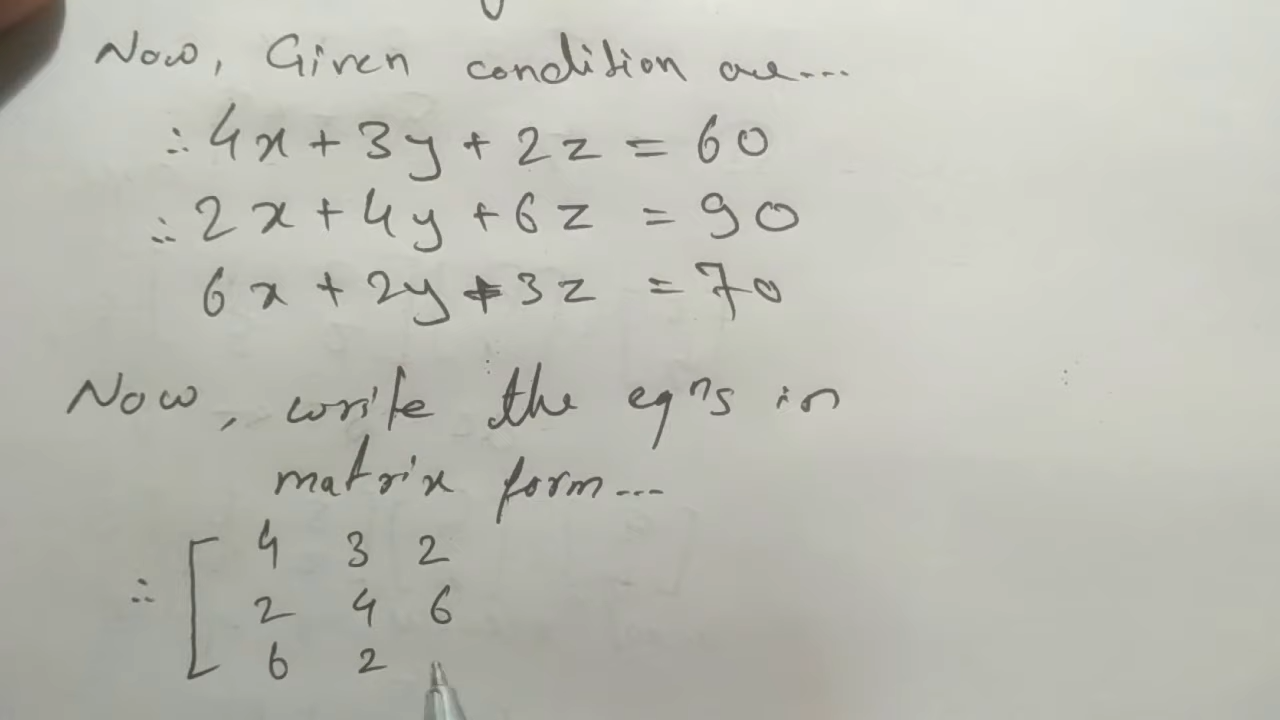 Now, Given condition are...
∴ 4x + 3y + 2z = 60
∴ 2x + 4y + 6z = 90
6x + 2y + 3z = 70
Now, write the eqns in
matrix form...
∴ [ 4 3 2
2 4 6
6 2